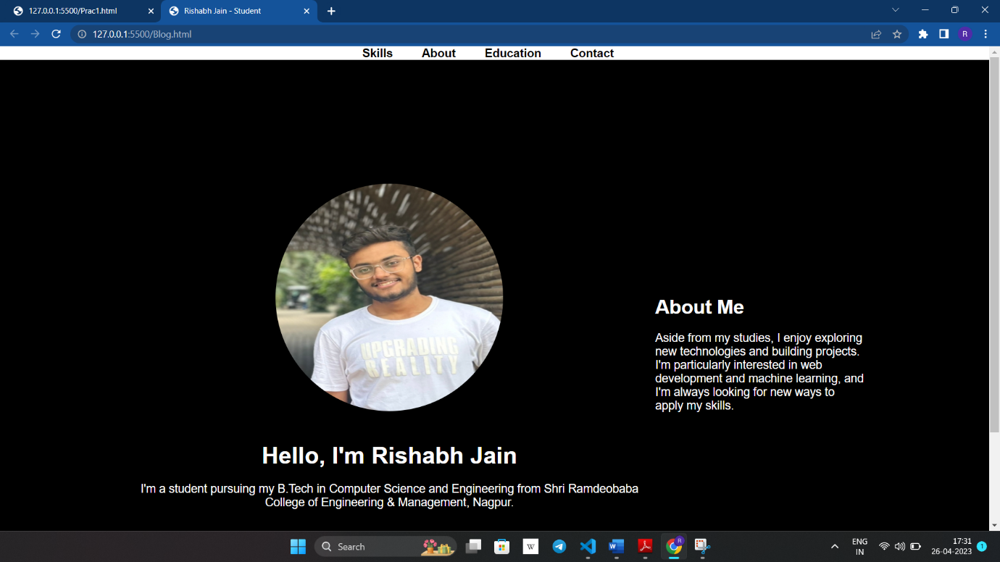 127.0.0.1:5500/Prac1.html
Rishabh Jain - Student
127.0.0.1:5500/Blog.html
R
Skills About Education Contact
UPGRADING
REALITY
About Me
Aside from my studies, I enjoy exploring
new technologies and building projects.
I'm particularly interested in web
development and machine learning, and
I'm always looking for new ways to
apply my skills.
Hello, I'm Rishabh Jain
I'm a student pursuing my B.Tech in Computer Science and Engineering from Shri Ramdeobaba
College of Engineering & Management, Nagpur.
Search
W
R
ENG
IN
17:31
26-04-2023
1